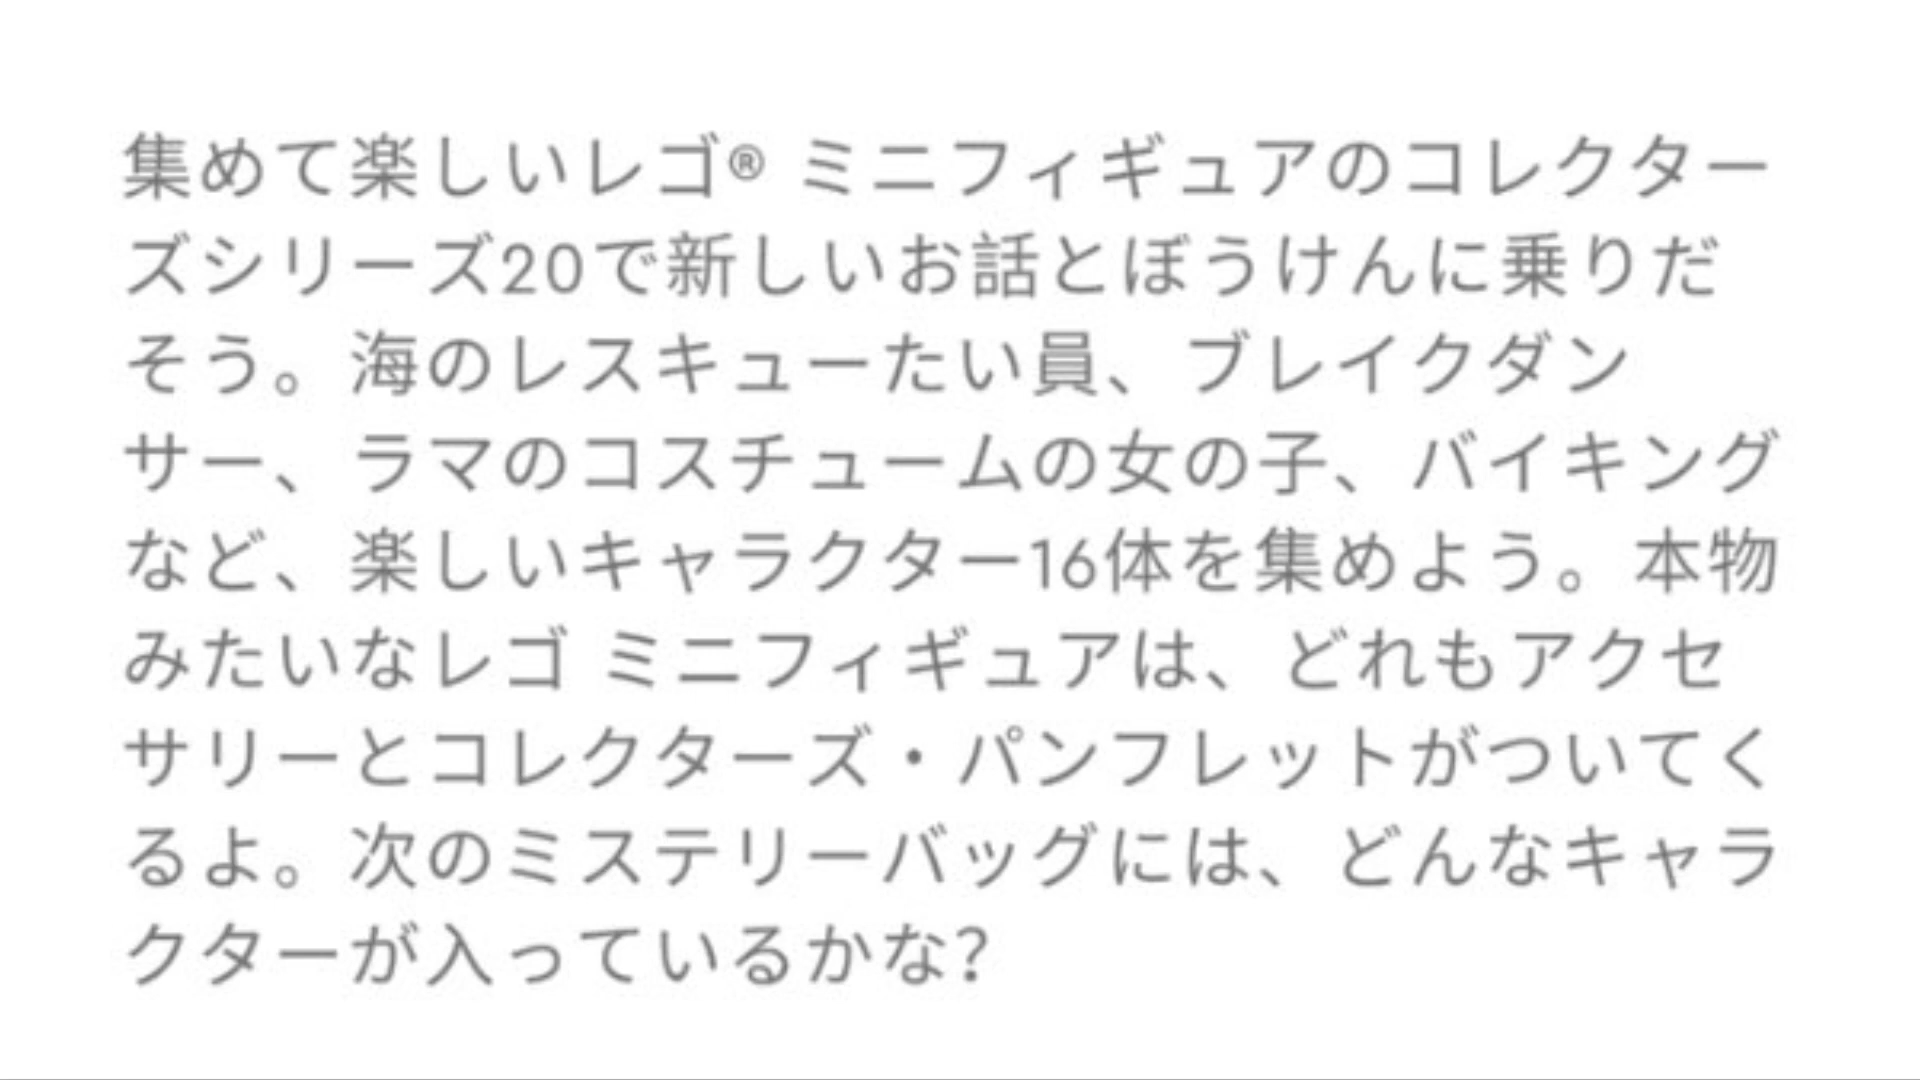 集めて楽しいレゴ® ミニフィギュアのコレクター
ズシリーズ20で新しいお話とぼうけんに乗りだ
そう。海のレスキューたい員、ブレイクダン
サー、ラマのコスチュームの女の子、バイキング
など、楽しいキャラクター16体を集めよう。本物
みたいなレゴ ミニフィギュアは、どれもアクセ
サリーとコレクターズ・パンフレットがついてく
るよ。次のミステリーバッグには、どんなキャラ
クターが入っているかな?